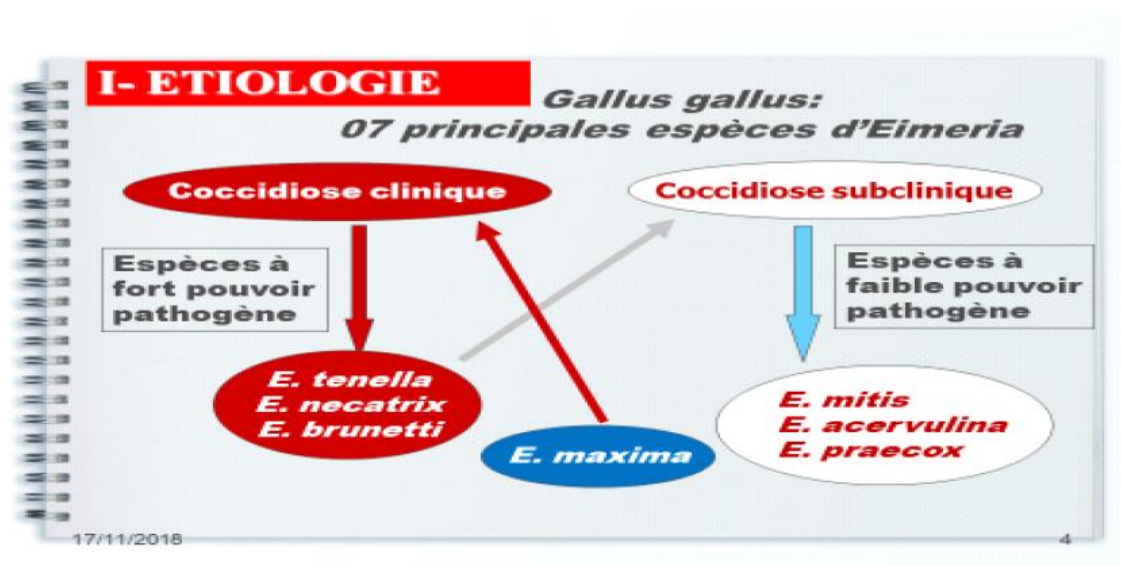 I- ETIOLOGIE
Gallus gallus:
07 principales espèces d’Eimeria
Coccidiose clinique
Coccidiose subclinique
Espèces à
fort pouvoir
pathogène
Espèces à
faible pouvoir
pathogène
E. tenella
E. necatrix
E. brunetti
E. maxima
E. mitis
E. acervulina
E. praecox
17/11/2018
4